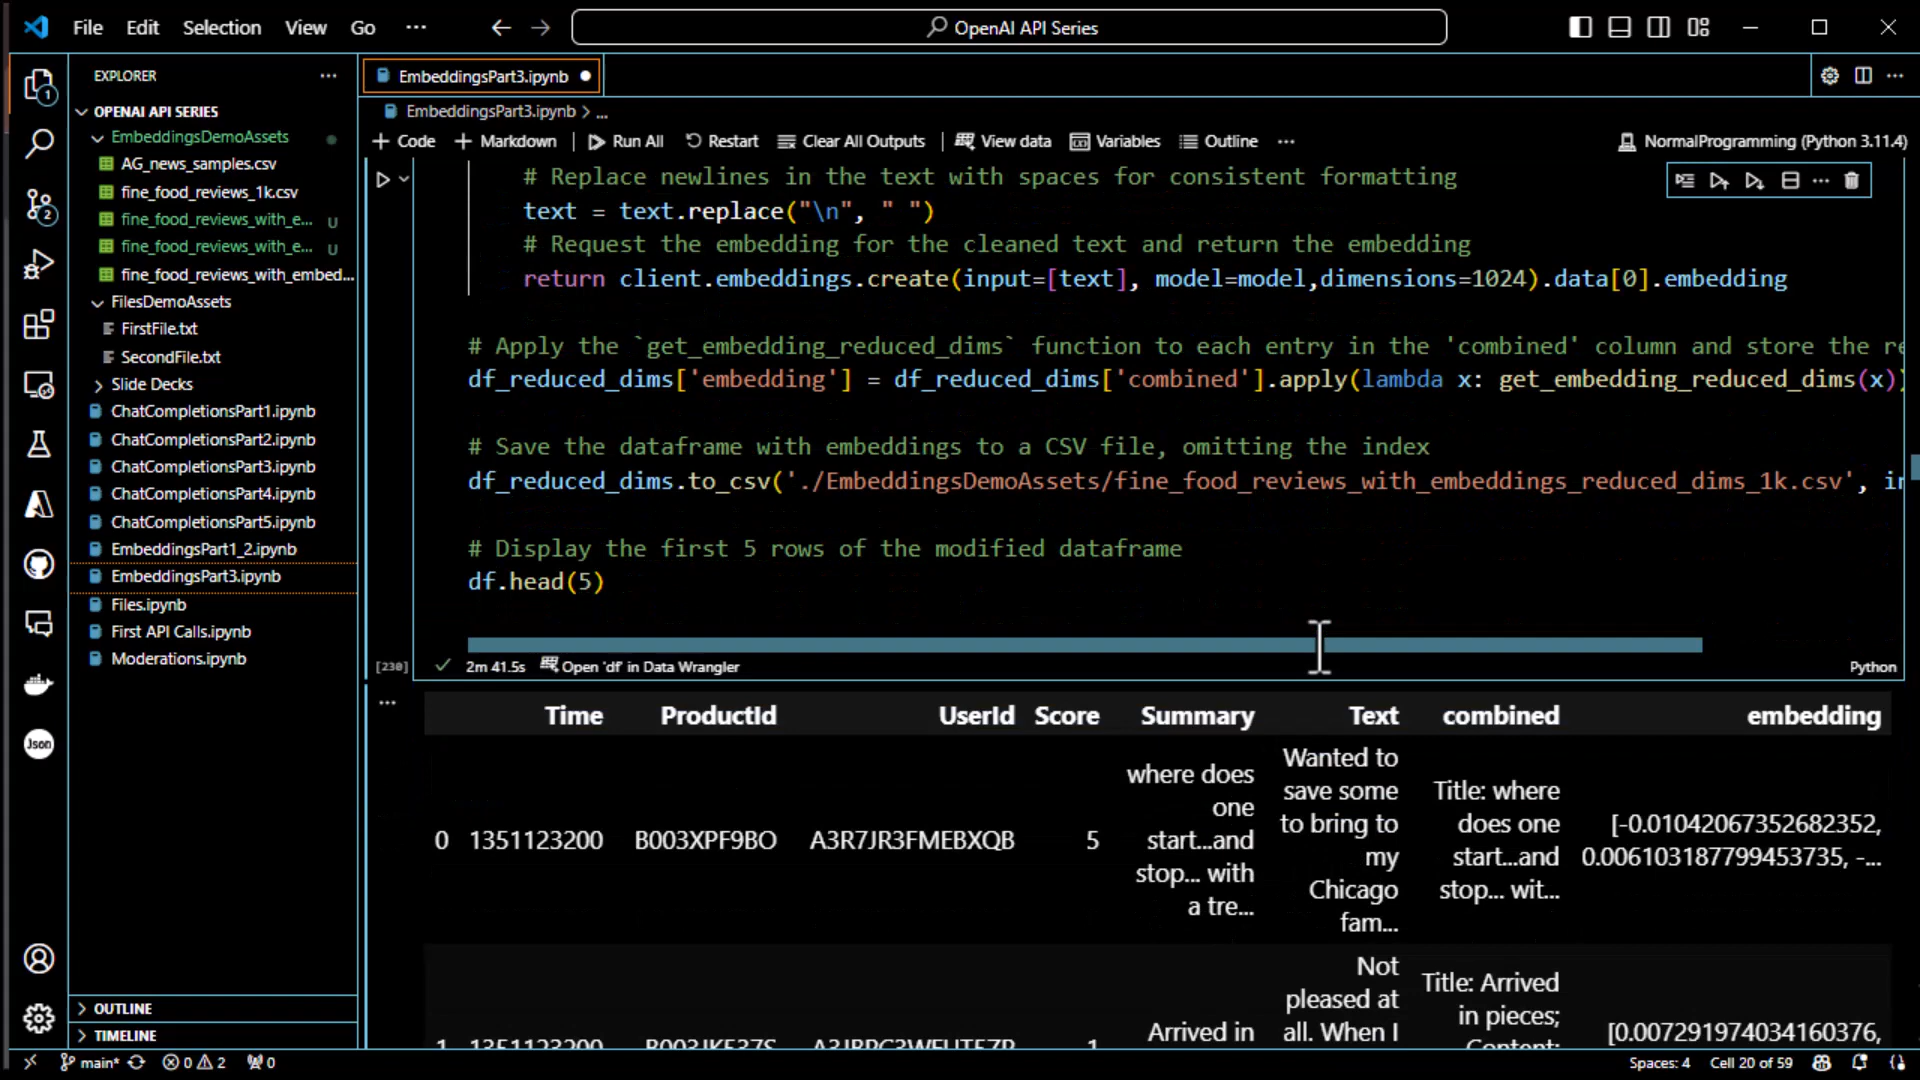 File Edit Selection View Go ··· OpenAI API Series
EXPLORER
OPENAI API SERIES
EmbeddingsDemoAssets
AG_news_samples.csv
fine_food_reviews_1k.csv
fine_food_reviews_with_e... U
fine_food_reviews_with_e... U
fine_food_reviews_with_embed...
FilesDemoAssets
FirstFile.txt
SecondFile.txt
Slide Decks
ChatCompletionsPart1.ipynb
ChatCompletionsPart2.ipynb
ChatCompletionsPart3.ipynb
ChatCompletionsPart4.ipynb
ChatCompletionsPart5.ipynb
EmbeddingsPart1_2.ipynb
EmbeddingsPart3.ipynb
Files.ipynb
First API Calls.ipynb
Moderations.ipynb
OUTLINE
TIMELINE
1
2
Json
EmbeddingsPart3.ipynb
EmbeddingsPart3.ipynb > ...
+ Code + Markdown Run All Restart Clear All Outputs View data Variables Outline ··· NormalProgramming (Python 3.11.4)
# Replace newlines in the text with spaces for consistent formatting
text = text.replace("\n", " ")
# Request the embedding for the cleaned text and return the embedding
return client.embeddings.create(input=[text], model=model,dimensions=1024).data[0].embedding
# Apply the `get_embedding_reduced_dims` function to each entry in the 'combined' column and store the re
df_reduced_dims['embedding'] = df_reduced_dims['combined'].apply(lambda x: get_embedding_reduced_dims(x))
# Save the dataframe with embeddings to a CSV file, omitting the index
df_reduced_dims.to_csv('./EmbeddingsDemoAssets/fine_food_reviews_with_embeddings_reduced_dims_1k.csv', in
# Display the first 5 rows of the modified dataframe
df.head(5)
[230] 2m 41.5s Open 'df' in Data Wrangler Python
Time ProductId UserId Score Summary Text combined embedding
0 1351123200 B003XPF9BO A3R7JR3FMEBXQB 5 where does one start...and stop... with a tre... Wanted to save some to bring to my Chicago fam... Title: where does one start...and stop... wit... [-0.01042067352682352, 0.006103187799453735, -...
1 1351123200 Arrived in Not pleased at all. When I Title: Arrived in pieces; Content: [0.007291974034160376,
main* 0 2 0 Spaces: 4 Cell 20 of 59